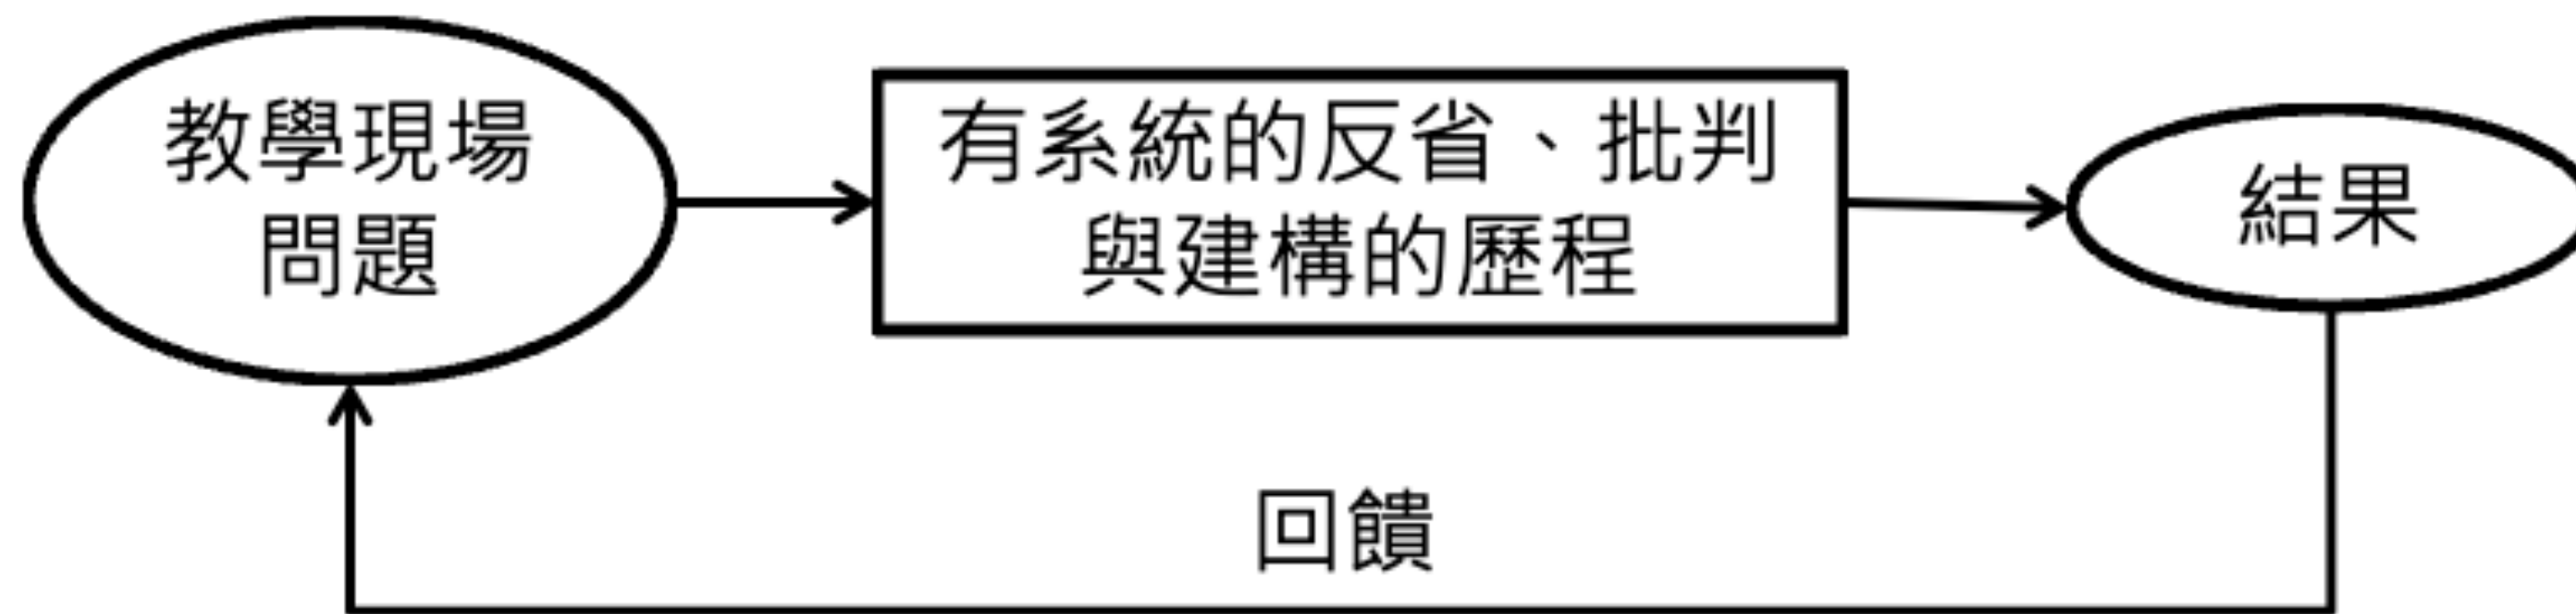 教學現場
問題
有系統的反省、批判
與建構的歷程
結果
回饋